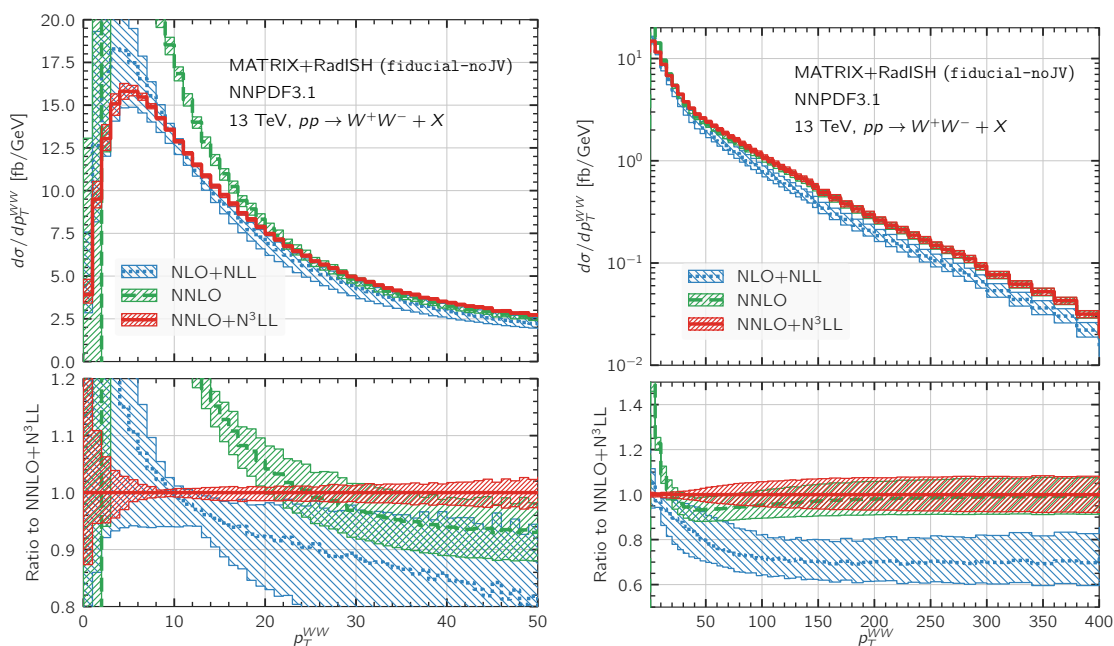 20.0
17.5
15.0
12.5
10.0
7.5
5.0
2.5
0.0
dσ/dp_T^{WW} [fb/GeV]
MATRIX+RadISH (fiducial-noJV)
NNPDF3.1
13 TeV, pp → W⁺W⁻ + X
NLO+NLL
NNLO
NNLO+N³LL
1.2
1.1
1.0
0.9
0.8
Ratio to NNLO+N³LL
0 10 20 30 40 50
p_T^{WW}
10¹
10⁰
10⁻¹
10⁻²
dσ/dp_T^{WW} [fb/GeV]
MATRIX+RadISH (fiducial-noJV)
NNPDF3.1
13 TeV, pp → W⁺W⁻ + X
NLO+NLL
NNLO
NNLO+N³LL
1.4
1.2
1.0
0.8
0.6
Ratio to NNLO+N³LL
50 100 150 200 250 300 350 400
p_T^{WW}